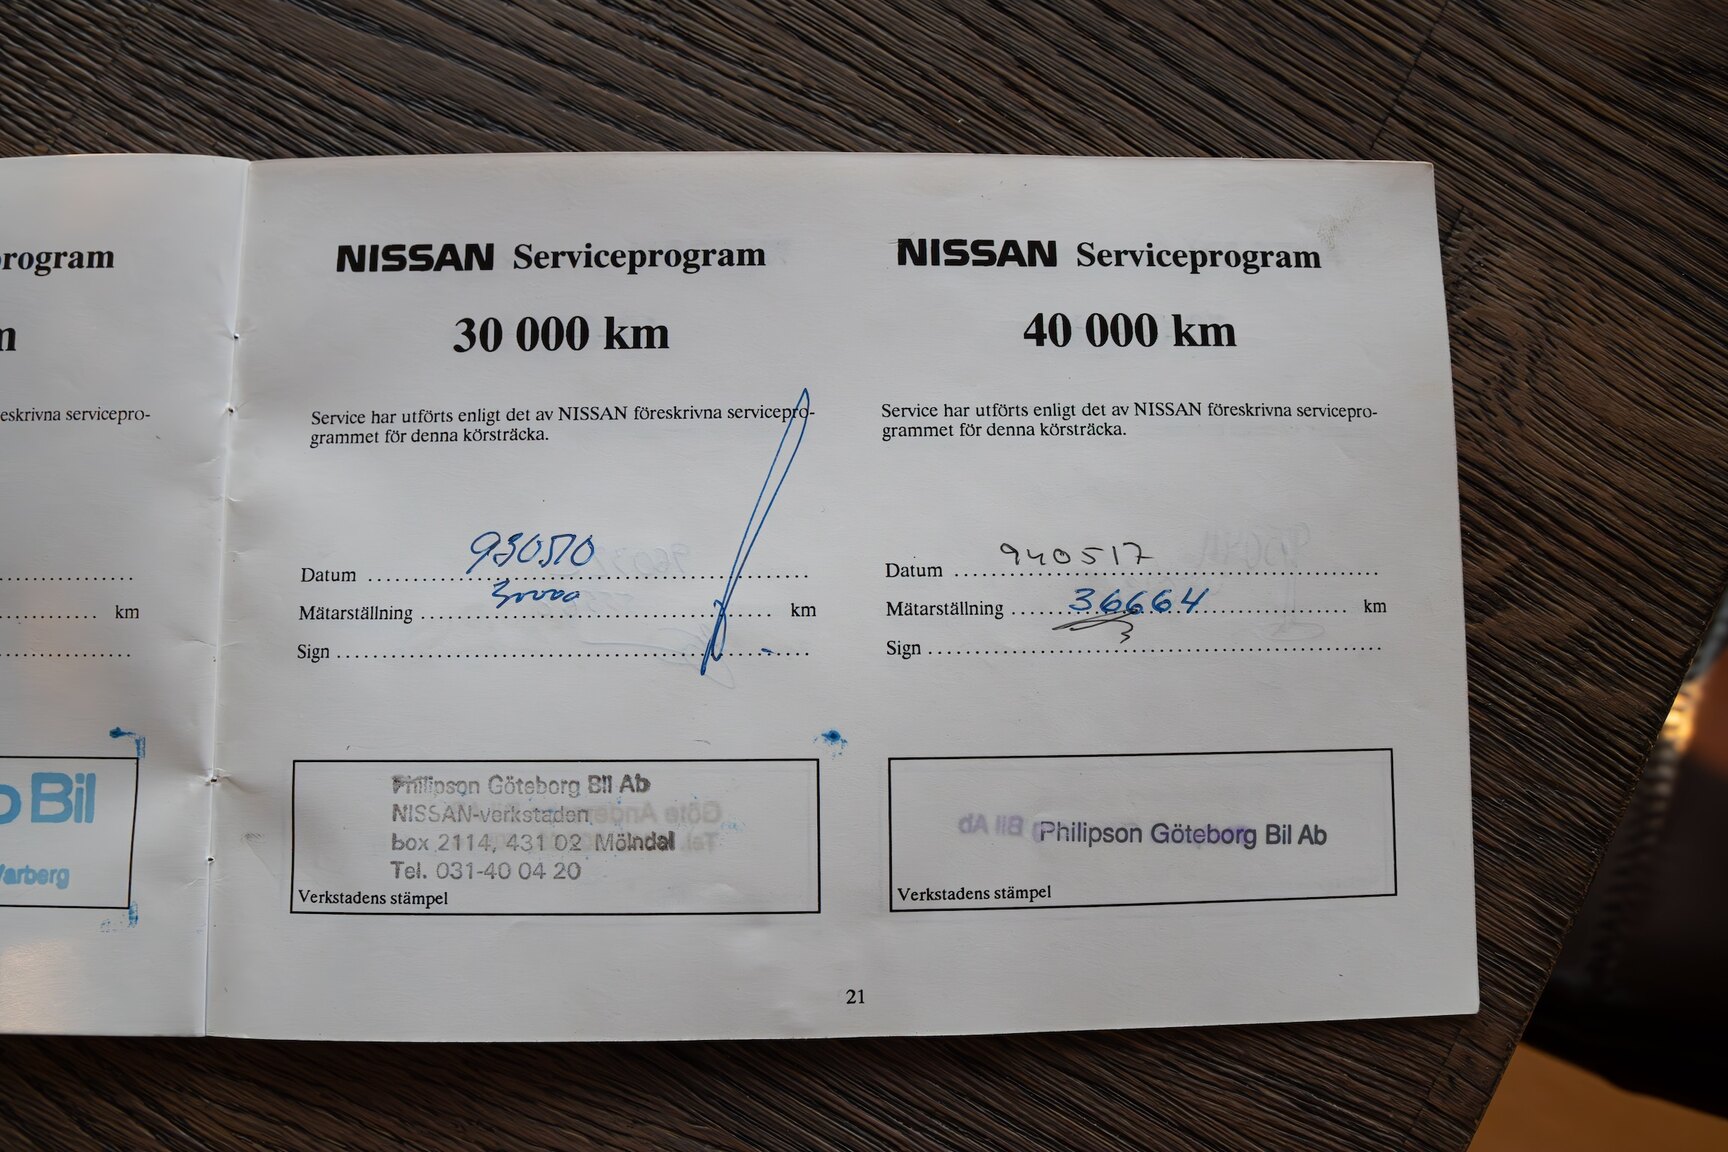 rogram
eskrivna servicepro-
km
Bil
Varberg
NISSAN Serviceprogram
30 000 km
Service har utförts enligt det av NISSAN föreskrivna servicepro-
grammet för denna körsträcka.
Datum 930510
Mätarställning 30000 km
Sign
Philipson Göteborg Bil Ab
NISSAN-verkstaden
box 2114, 431 02 Mölndal
Tel. 031-40 04 20
Verkstadens stämpel
NISSAN Serviceprogram
40 000 km
Service har utförts enligt det av NISSAN föreskrivna servicepro-
grammet för denna körsträcka.
Datum 940517
Mätarställning 36664 km
Sign
Philipson Göteborg Bil Ab
Verkstadens stämpel
21